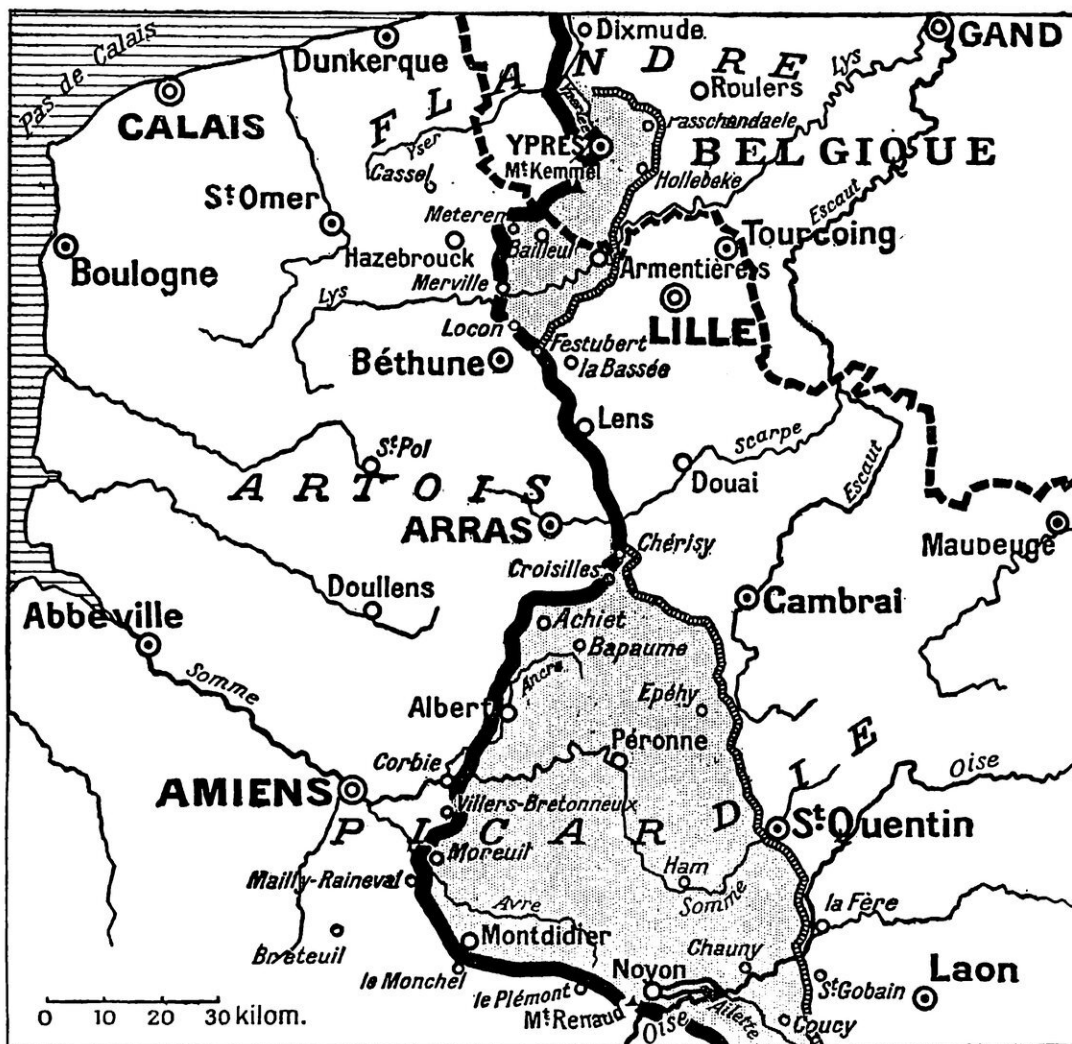 Dixmude.
GAND
Dunkerque
Pas de Calais
FLANDRE
Lys
Roulers
CALAIS
Yser
YPRES
BELGIQUE
Cassel
Mt Kemmel
Hollebeke
Escaut
St Omer
Meteren
Tourcoing
Boulogne
Hazebrouck
Bailleul
Armentières
Merville
Lys
LILLE
Locon
Festubert
Béthune
la Bassée
Lens
Scarpe
St Pol
Escaut
ARTOIS
Douai
ARRAS
Maubeuge
Chérisy
Croisilles
Doullens
Cambrai
Abbeville
Achiet
Bapaume
Somme
Ancre
Epéhy
Albert
Péronne
Corbie
Oise
AMIENS
Villers-Bretonneux
PICARDIE
St Quentin
Moreuil
Mailly-Raineval
Ham
Somme
Avre
la Fère
Breteuil
Montdidier
Chauny
le Monchel
Noyon
St Gobain
Laon
le Plémont
Mt Renaud
Oise
Ailette
Coucy
0 10 20 30 kilom.